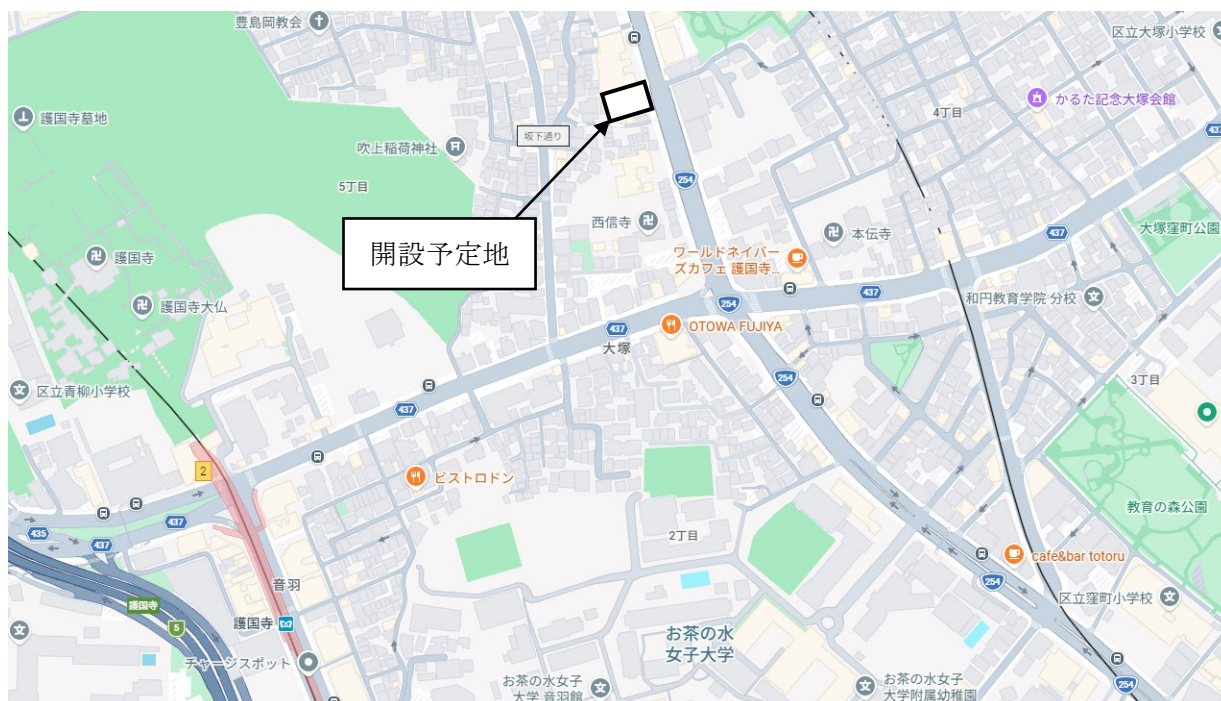 豊島岡教会
区立大塚小学校
護国寺墓地
かるた記念大塚会館
4丁目
437
坂下通り
吹上稲荷神社
5丁目
254
開設予定地
西信寺
本伝寺
大塚窪町公園
437
ワールドネイバー
ズカフェ 護国寺...
護国寺
護国寺大仏
437
254
和円教育学院 分校
437
OTOWA FUJIYA
大塚
区立青柳小学校
254
3丁目
437
2
ビストロドン
教育の森公園
437
435
437
2丁目
cafe&bar totoru
254
音羽
護国寺
5
護国寺
区立窪町小学校
お茶の水
女子大学
チャージスポット
お茶の水女子
大学 音羽館
お茶の水女子
大学附属幼稚園
254